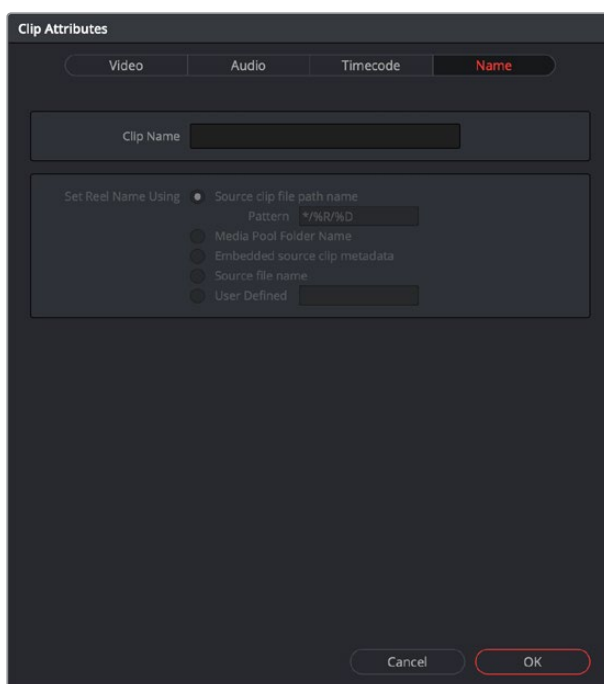 Clip Attributes
Video Audio Timecode Name
Clip Name
Set Reel Name Using Source clip file path name
Pattern */%R/%D
Media Pool Folder Name
Embedded source clip metadata
Source file name
User Defined
Cancel OK